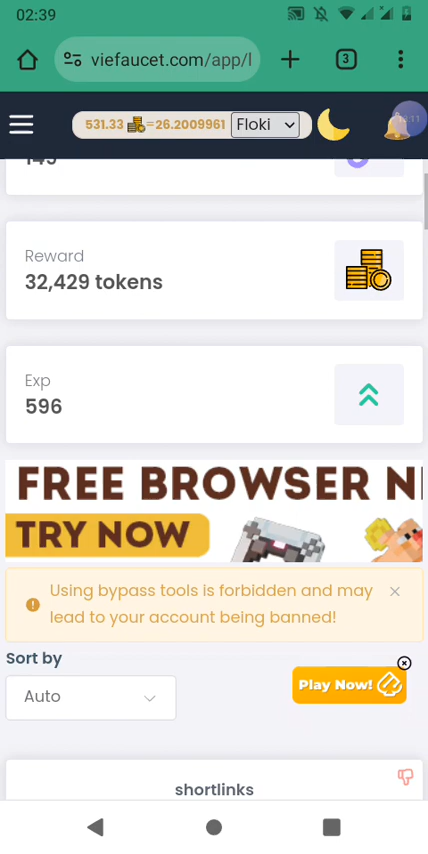 02:39
viefaucet.com/app/l
3
531.33 =26.2009961 Floki
149
Reward
32,429 tokens
Exp
596
FREE BROWSER N
TRY NOW
Using bypass tools is forbidden and may
lead to your account being banned!
Sort by
Auto
Play Now!
shortlinks